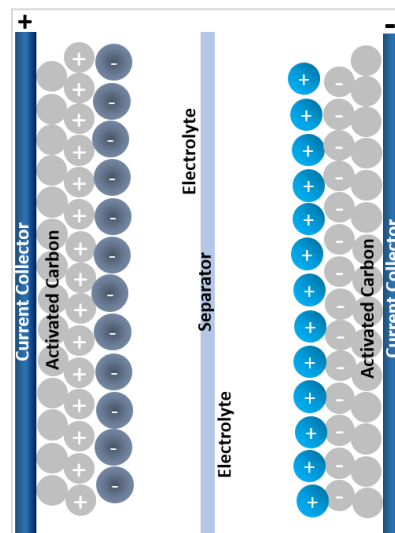 +
-
Current Collector
Activated Carbon
Electrolyte
Separator
Electrolyte
Activated Carbon
Current Collector